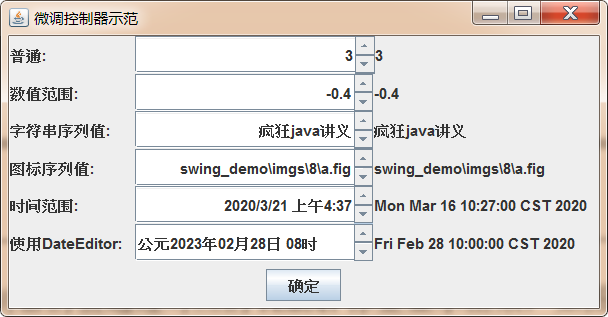 微调控制器示范
普通: 3 3
数值范围: -0.4 -0.4
字符串序列值: 疯狂java讲义 疯狂java讲义
图标序列值: swing_demo\imgs\8\a.fig swing_demo\imgs\8\a.fig
时间范围: 2020/3/21 上午4:37 Mon Mar 16 10:27:00 CST 2020
使用DateEditor: 公元2023年02月28日 08时 Fri Feb 28 10:00:00 CST 2020
确定